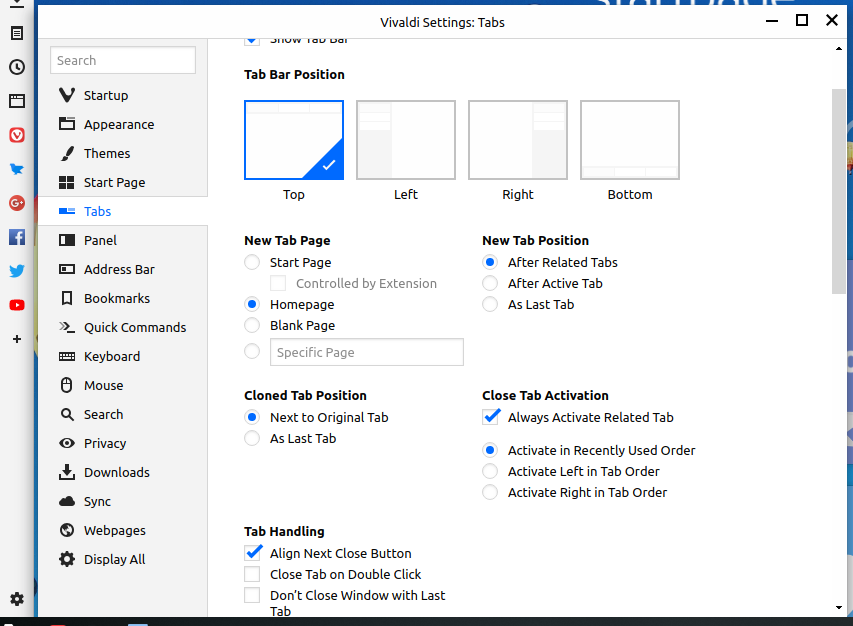 Vivaldi Settings: Tabs
Search
Startup
Appearance
Themes
Start Page
Tabs
Panel
Address Bar
Bookmarks
Quick Commands
Keyboard
Mouse
Search
Privacy
Downloads
Sync
Webpages
Display All
Show Tab Bar
Tab Bar Position
Top
Left
Right
Bottom
New Tab Page
Start Page
Controlled by Extension
Homepage
Blank Page
Specific Page
New Tab Position
After Related Tabs
After Active Tab
As Last Tab
Cloned Tab Position
Next to Original Tab
As Last Tab
Close Tab Activation
Always Activate Related Tab
Activate in Recently Used Order
Activate Left in Tab Order
Activate Right in Tab Order
Tab Handling
Align Next Close Button
Close Tab on Double Click
Don't Close Window with Last
Tab